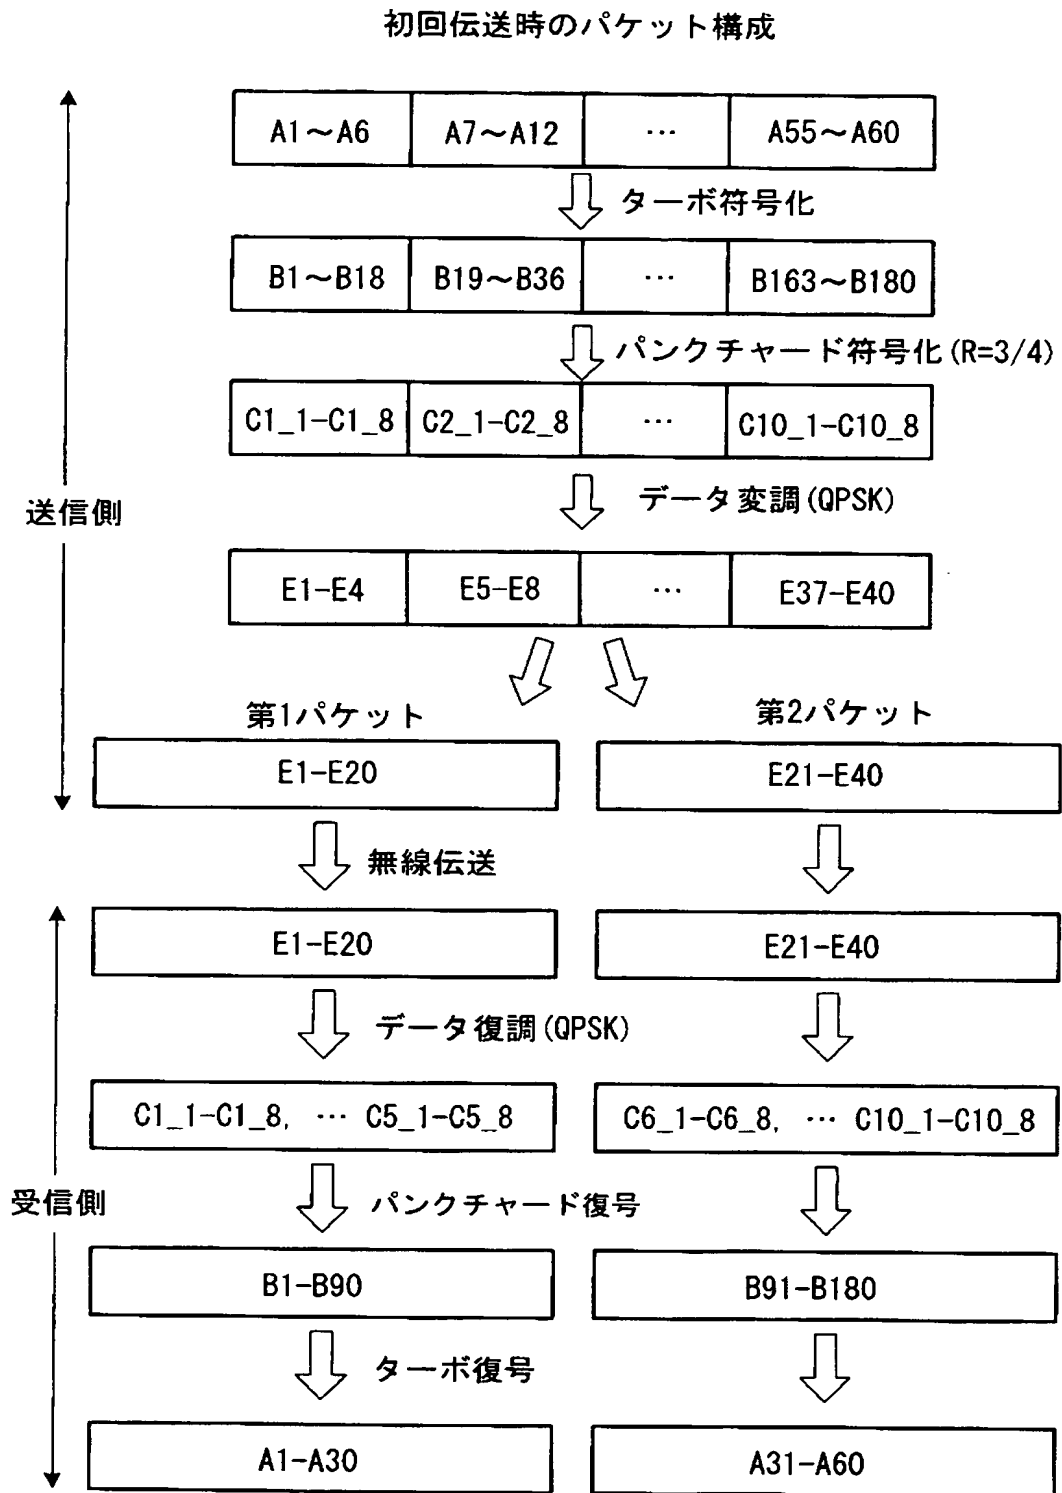 初回伝送時のパケット構成
A1～A6 A7～A12 … A55～A60
ターボ符号化
B1～B18 B19～B36 … B163～B180
パンクチャード符号化(R=3/4)
C1_1-C1_8 C2_1-C2_8 … C10_1-C10_8
データ変調(QPSK)
送信側
E1-E4 E5-E8 … E37-E40
第1パケット 第2パケット
E1-E20 E21-E40
無線伝送
E1-E20 E21-E40
データ復調(QPSK)
C1_1-C1_8, … C5_1-C5_8 C6_1-C6_8, … C10_1-C10_8
受信側
パンクチャード復号
B1-B90 B91-B180
ターボ復号
A1-A30 A31-A60